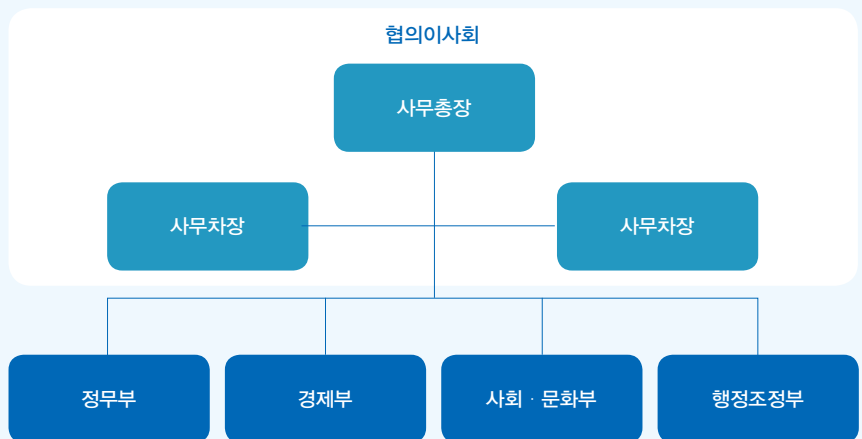 협의이사회
사무총장
사무차장
사무차장
정무부
경제부
사회 · 문화부
행정조정부